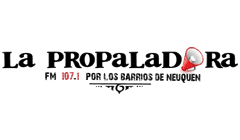 La PROPALaDORa
FM 107.1 POR LOS BARRIOS DE NEUQUEN